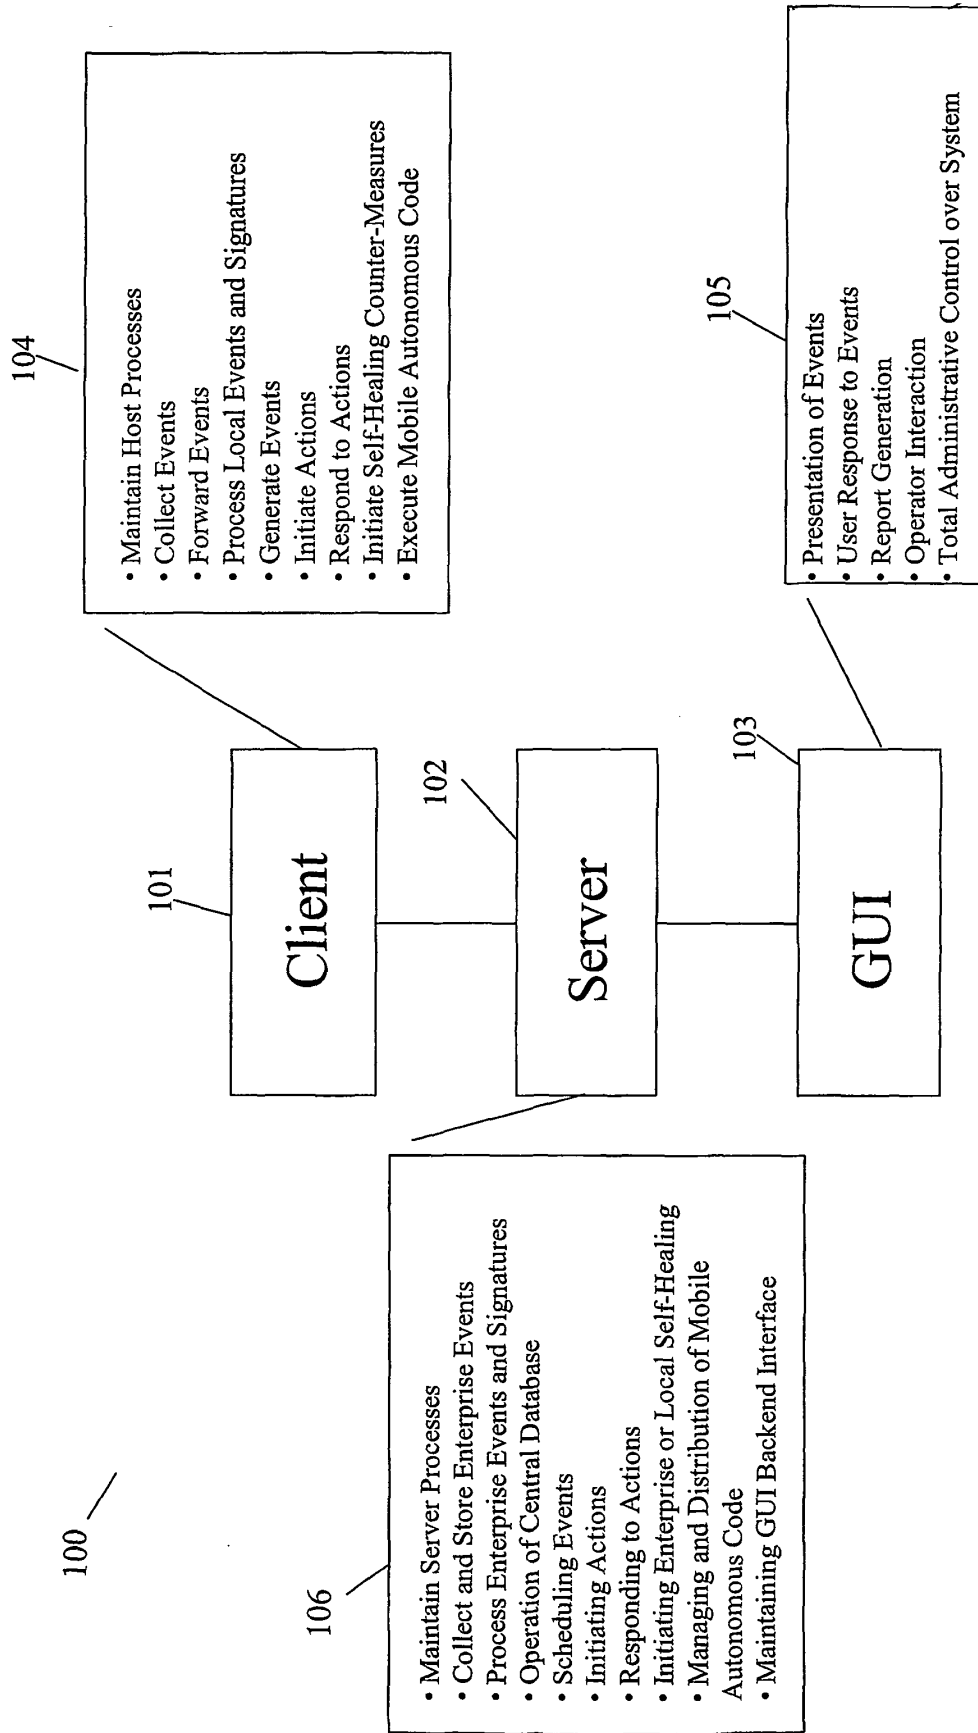 100
106
• Maintain Server Processes
• Collect and Store Enterprise Events
• Process Enterprise Events and Signatures
• Operation of Central Database
• Scheduling Events
• Initiating Actions
• Responding to Actions
• Initiating Enterprise or Local Self-Healing
• Managing and Distribution of Mobile
Autonomous Code
• Maintaining GUI Backend Interface
101
Client
102
Server
103
GUI
104
• Maintain Host Processes
• Collect Events
• Forward Events
• Process Local Events and Signatures
• Generate Events
• Initiate Actions
• Respond to Actions
• Initiate Self-Healing Counter-Measures
• Execute Mobile Autonomous Code
105
• Presentation of Events
• User Response to Events
• Report Generation
• Operator Interaction
• Total Administrative Control over System